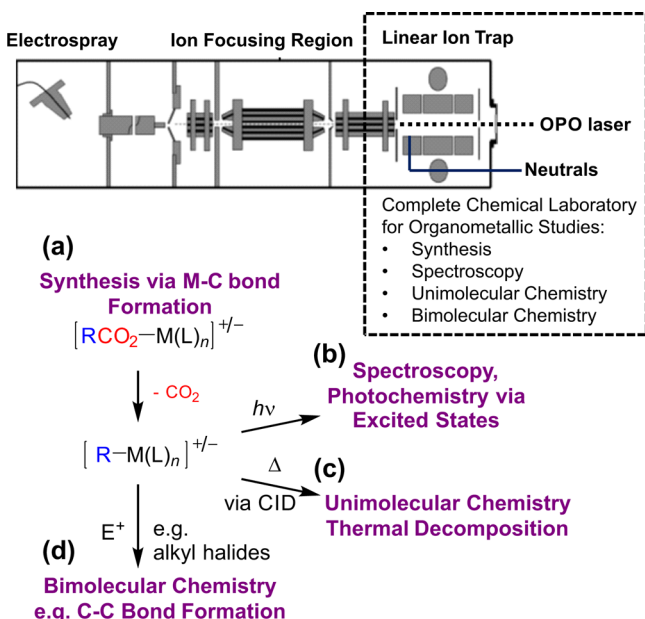 Electrospray
Ion Focusing Region
Linear Ion Trap
OPO laser
Neutrals
Complete Chemical Laboratory
for Organometallic Studies:
• Synthesis
• Spectroscopy
• Unimolecular Chemistry
• Bimolecular Chemistry
(a)
Synthesis via M-C bond
Formation
[RCO₂—M(L)ₙ]⁺/⁻
- CO₂
[R—M(L)ₙ]⁺/⁻
hν
(b)
Spectroscopy,
Photochemistry via
Excited States
Δ
via CID
(c)
Unimolecular Chemistry
Thermal Decomposition
E⁺
e.g.
alkyl halides
(d)
Bimolecular Chemistry
e.g. C-C Bond Formation